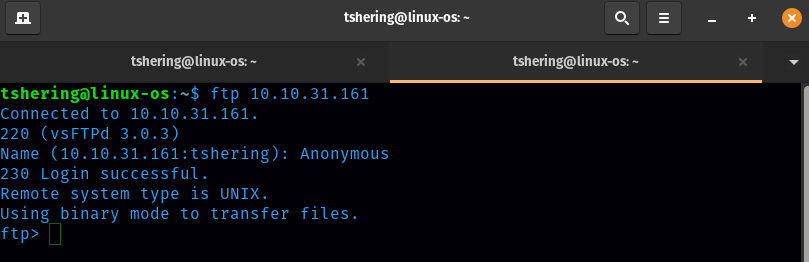 tshering@linux-os: ~
tshering@linux-os: ~
tshering@linux-os: ~
tshering@linux-os:~$ ftp 10.10.31.161
Connected to 10.10.31.161.
220 (vsFTPd 3.0.3)
Name (10.10.31.161:tshering): Anonymous
230 Login successful.
Remote system type is UNIX.
Using binary mode to transfer files.
ftp>